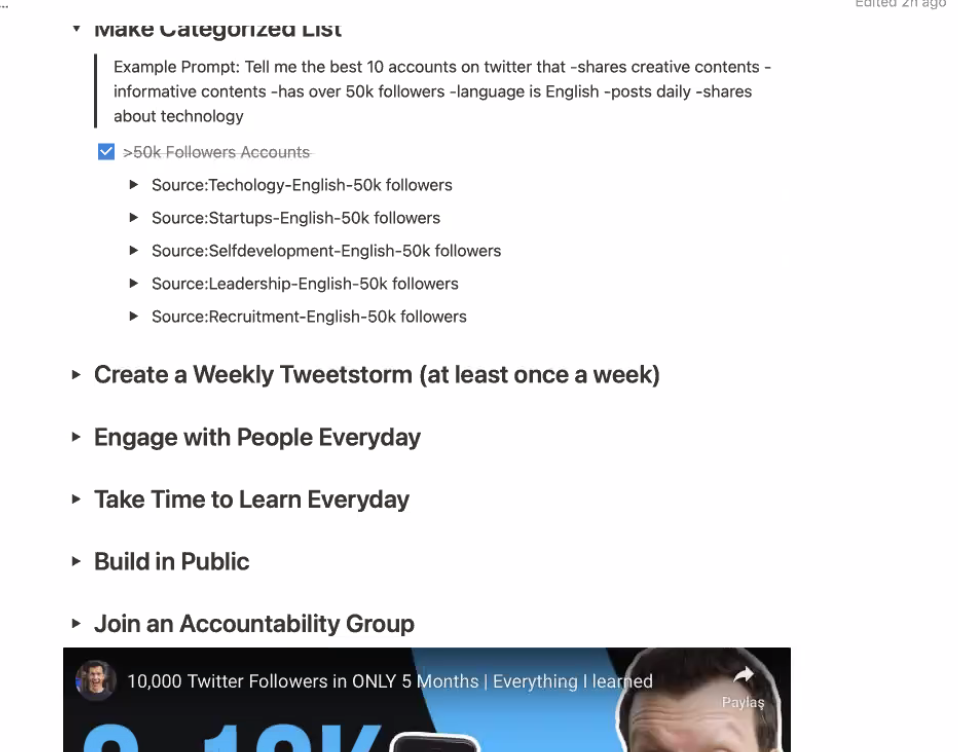 ...
Edited 2h ago
Make Categorized List
Example Prompt: Tell me the best 10 accounts on twitter that -shares creative contents -
informative contents -has over 50k followers -language is English -posts daily -shares
about technology
>50k Followers Accounts
Source:Techology-English-50k followers
Source:Startups-English-50k followers
Source:Selfdevelopment-English-50k followers
Source:Leadership-English-50k followers
Source:Recruitment-English-50k followers
Create a Weekly Tweetstorm (at least once a week)
Engage with People Everyday
Take Time to Learn Everyday
Build in Public
Join an Accountability Group
10,000 Twitter Followers in ONLY 5 Months | Everything I learned
Paylaş